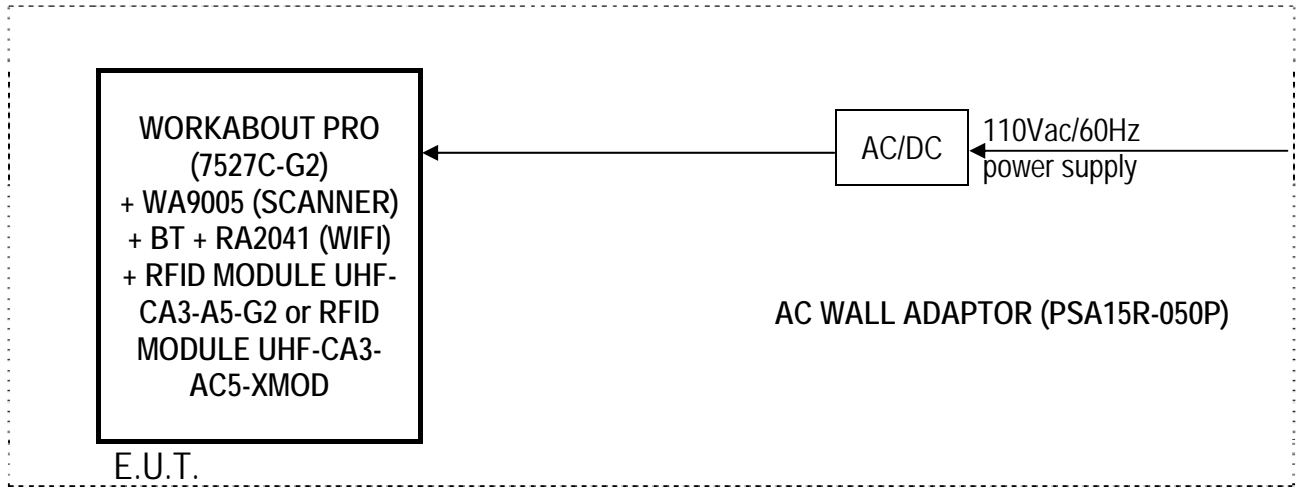 WORKABOUT PRO
(7527C-G2)
+ WA9005 (SCANNER)
+ BT + RA2041 (WIFI)
+ RFID MODULE UHF-
CA3-A5-G2 or RFID
MODULE UHF-CA3-
AC5-XMOD
E.U.T.
AC/DC
110Vac/60Hz
power supply
AC WALL ADAPTOR (PSA15R-050P)